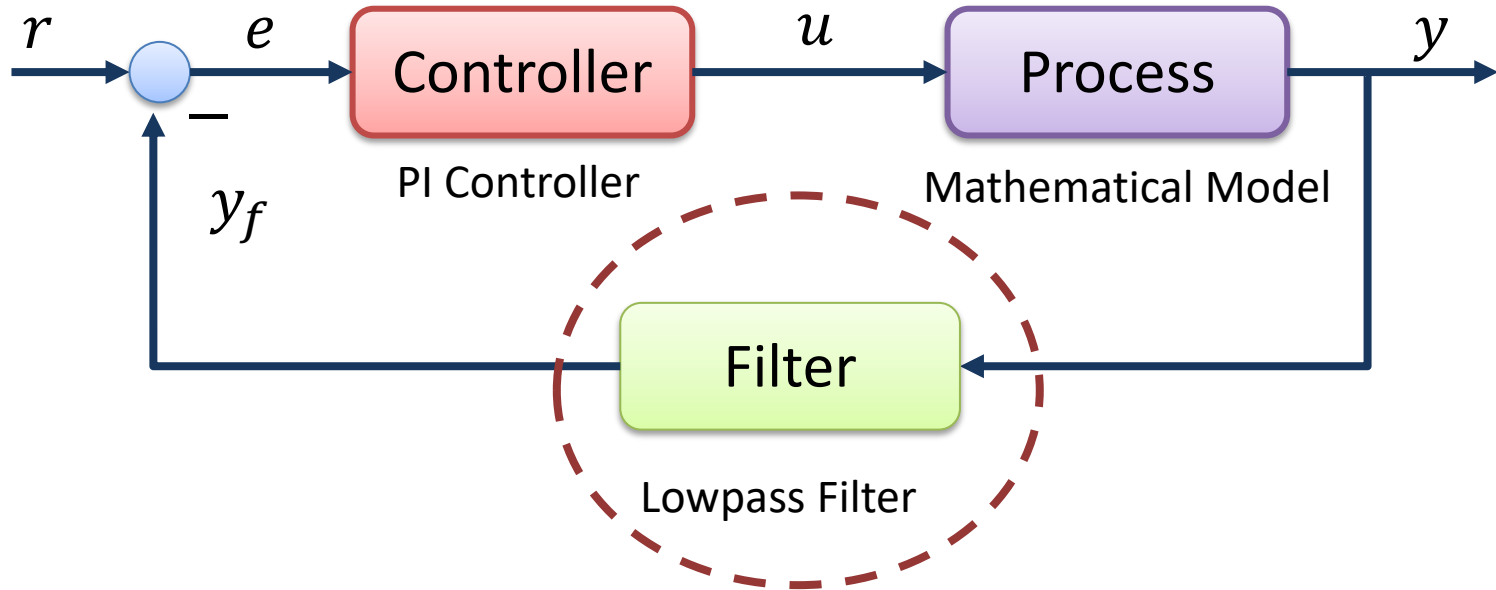 r
e
Controller
u
Process
y
−
PI Controller
Mathematical Model
y_f
Filter
Lowpass Filter